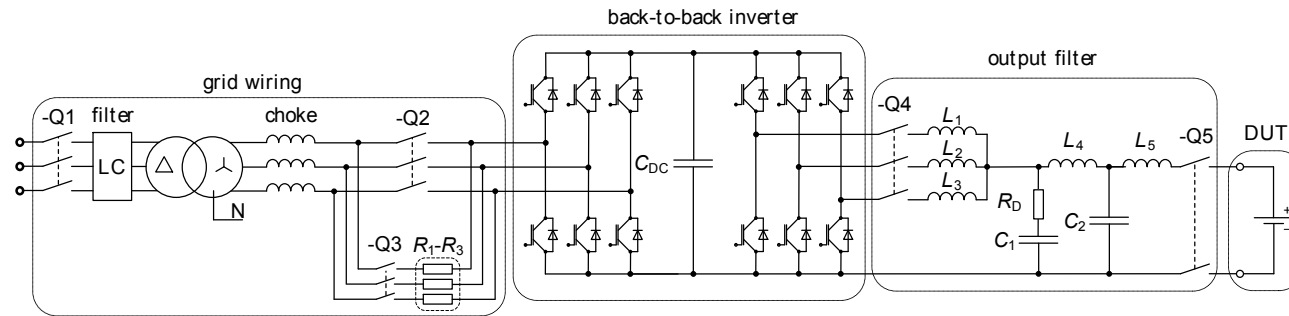 back-to-back inverter
grid wiring
output filter
-Q1
filter
choke
-Q2
-Q4
L1
L2
L3
L4
L5
-Q5
DUT
LC
N
CDC
RD
C1
C2
+
−
-Q3
R1-R3